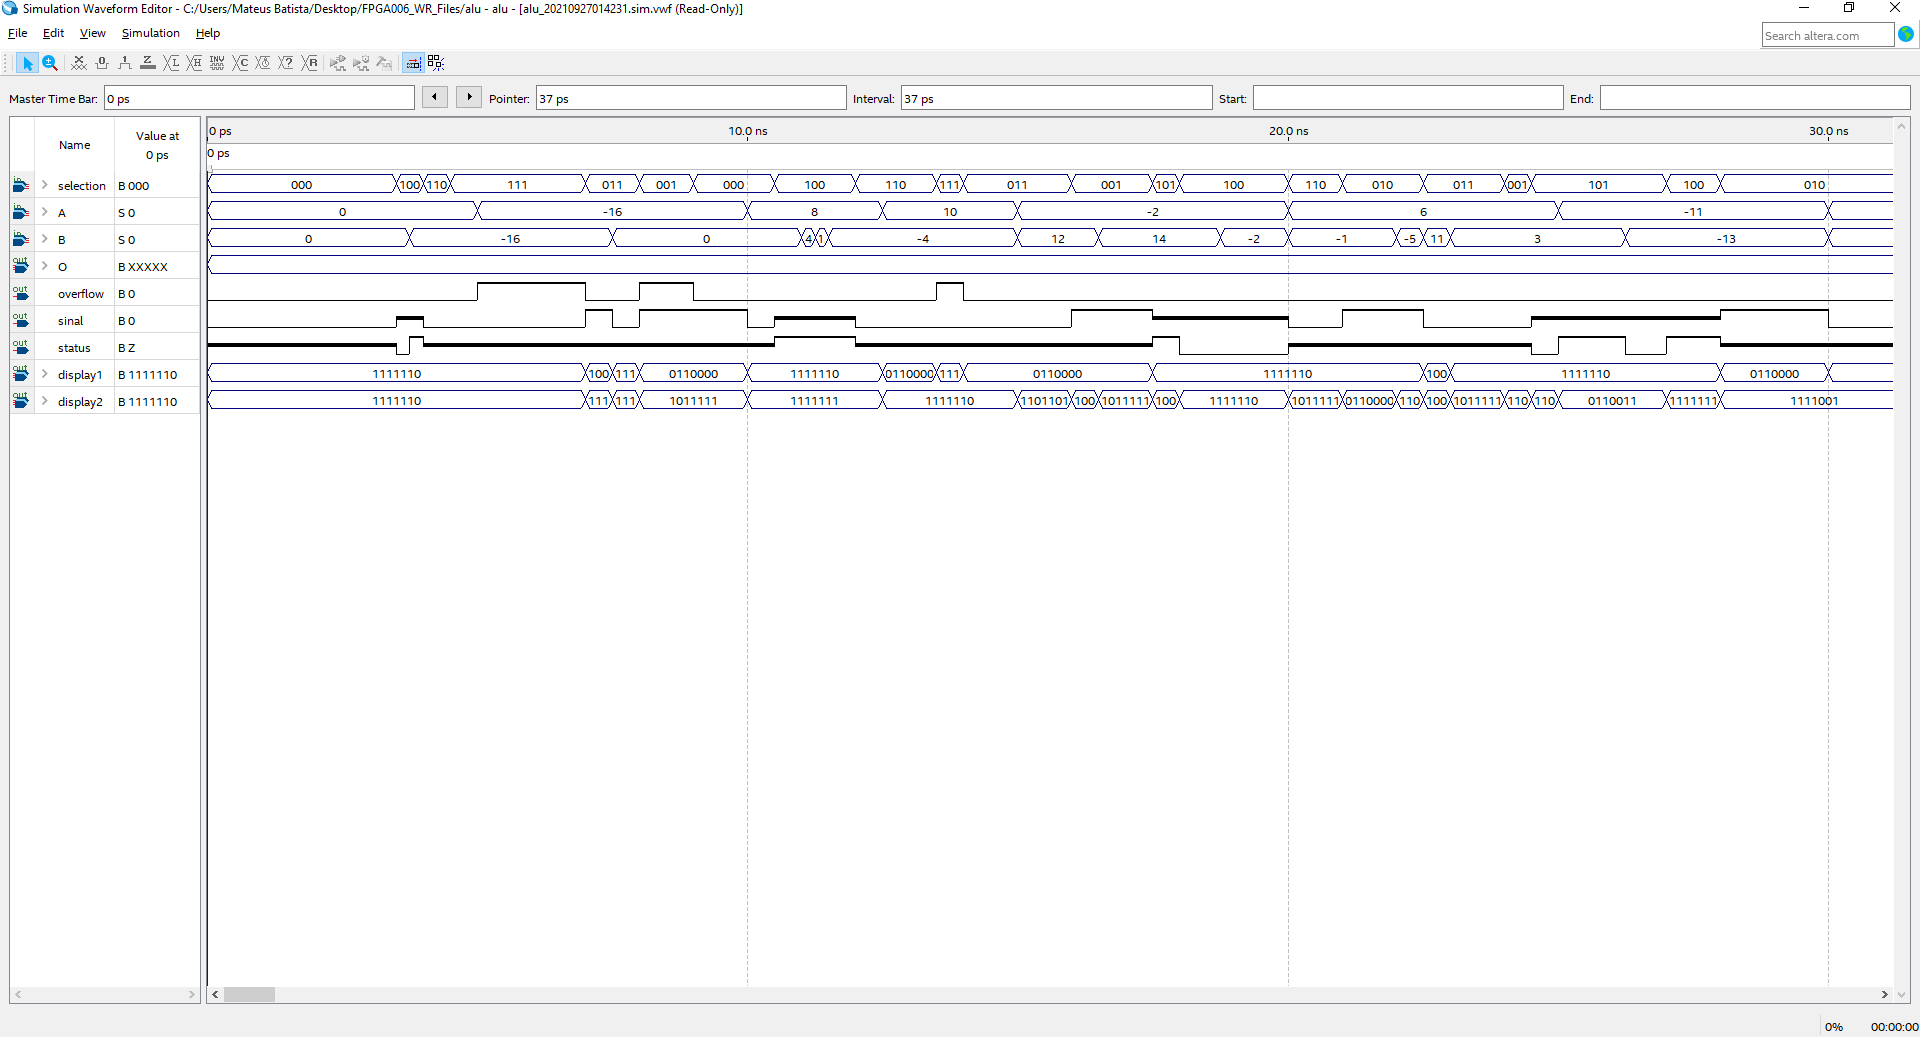 Simulation Waveform Editor - C:/Users/Mateus Batista/Desktop/FPGA006_WR_Files/alu - alu - [alu_20210927014231.sim.vwf (Read-Only)]
File Edit View Simulation Help
Search altera.com
Master Time Bar: 0 ps Pointer: 37 ps Interval: 37 ps Start: End:
Name Value at 0 ps
0 ps 10.0 ns 20.0 ns 30.0 ns
0 ps
selection B 000 000 100 110 111 011 001 000 100 110 111 011 001 101 100 110 010 011 001 101 100 010
A S 0 0 -16 8 10 -2 6 -11
B S 0 0 -16 0 4 1 -4 12 14 -2 -1 -5 11 3 -13
O B XXXXX
overflow B 0
sinal B 0
status B Z
display1 B 1111110 1111110 100 111 0110000 1111110 0110000 111 0110000 1111110 100 1111110 0110000
display2 B 1111110 1111110 111 111 1011111 1111111 1111110 1101101 100 1011111 100 1111110 1011111 0110000 110 100 1011111 110 110 0110011 1111111 1111001
0% 00:00:00